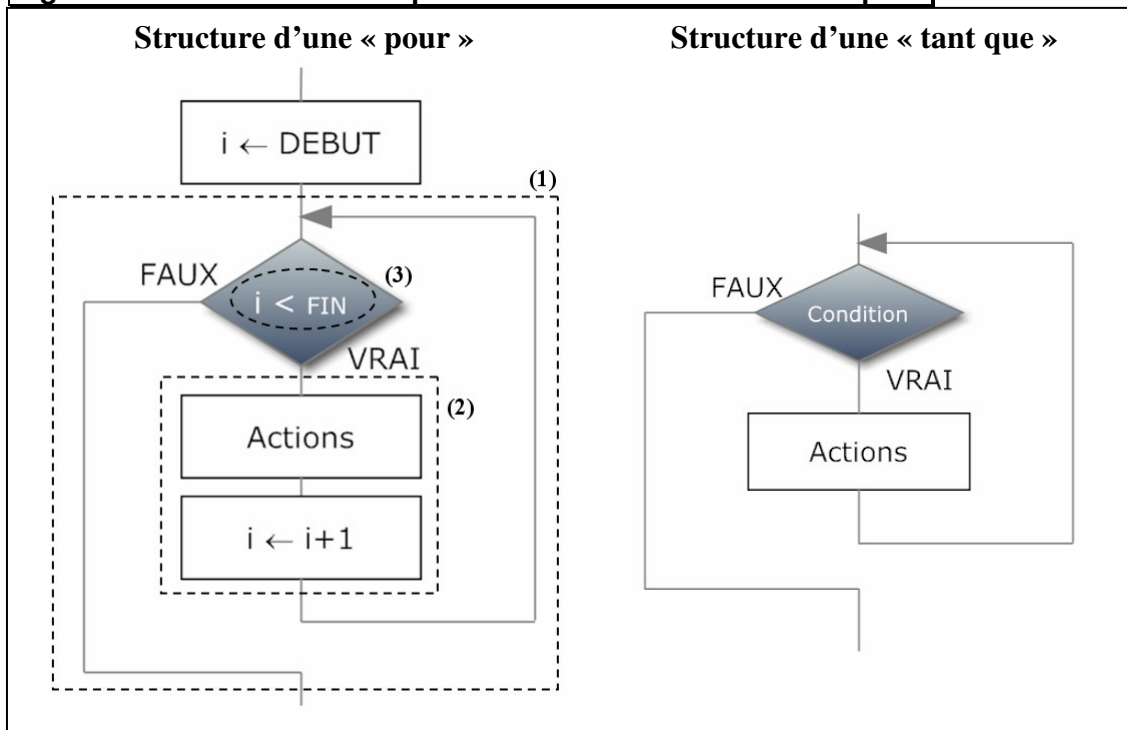 Structure d’une « pour »
i ← DEBUT
(1)
FAUX
i < FIN
(3)
VRAI
(2)
Actions
i ← i+1
Structure d’une « tant que »
FAUX
Condition
VRAI
Actions